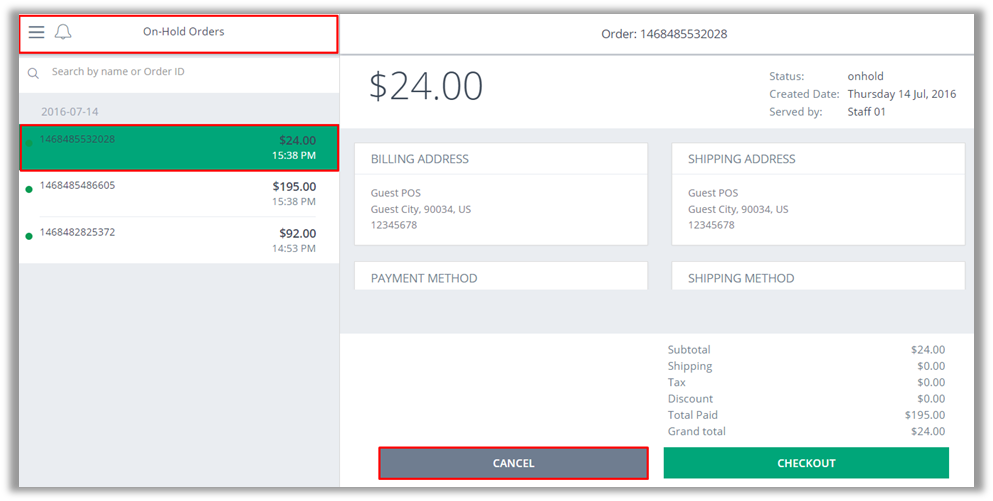 On-Hold Orders
Search by name or Order ID
2016-07-14
1468485532028 $24.00
15:38 PM
1468485486605 $195.00
15:38 PM
1468482825372 $92.00
14:53 PM
Order: 1468485532028
$24.00
Status: onhold
Created Date: Thursday 14 Jul, 2016
Served by: Staff 01
BILLING ADDRESS
Guest POS
Guest City, 90034, US
12345678
SHIPPING ADDRESS
Guest POS
Guest City, 90034, US
12345678
PAYMENT METHOD
SHIPPING METHOD
Subtotal $24.00
Shipping $0.00
Tax $0.00
Discount $0.00
Total Paid $195.00
Grand total $24.00
CANCEL
CHECKOUT